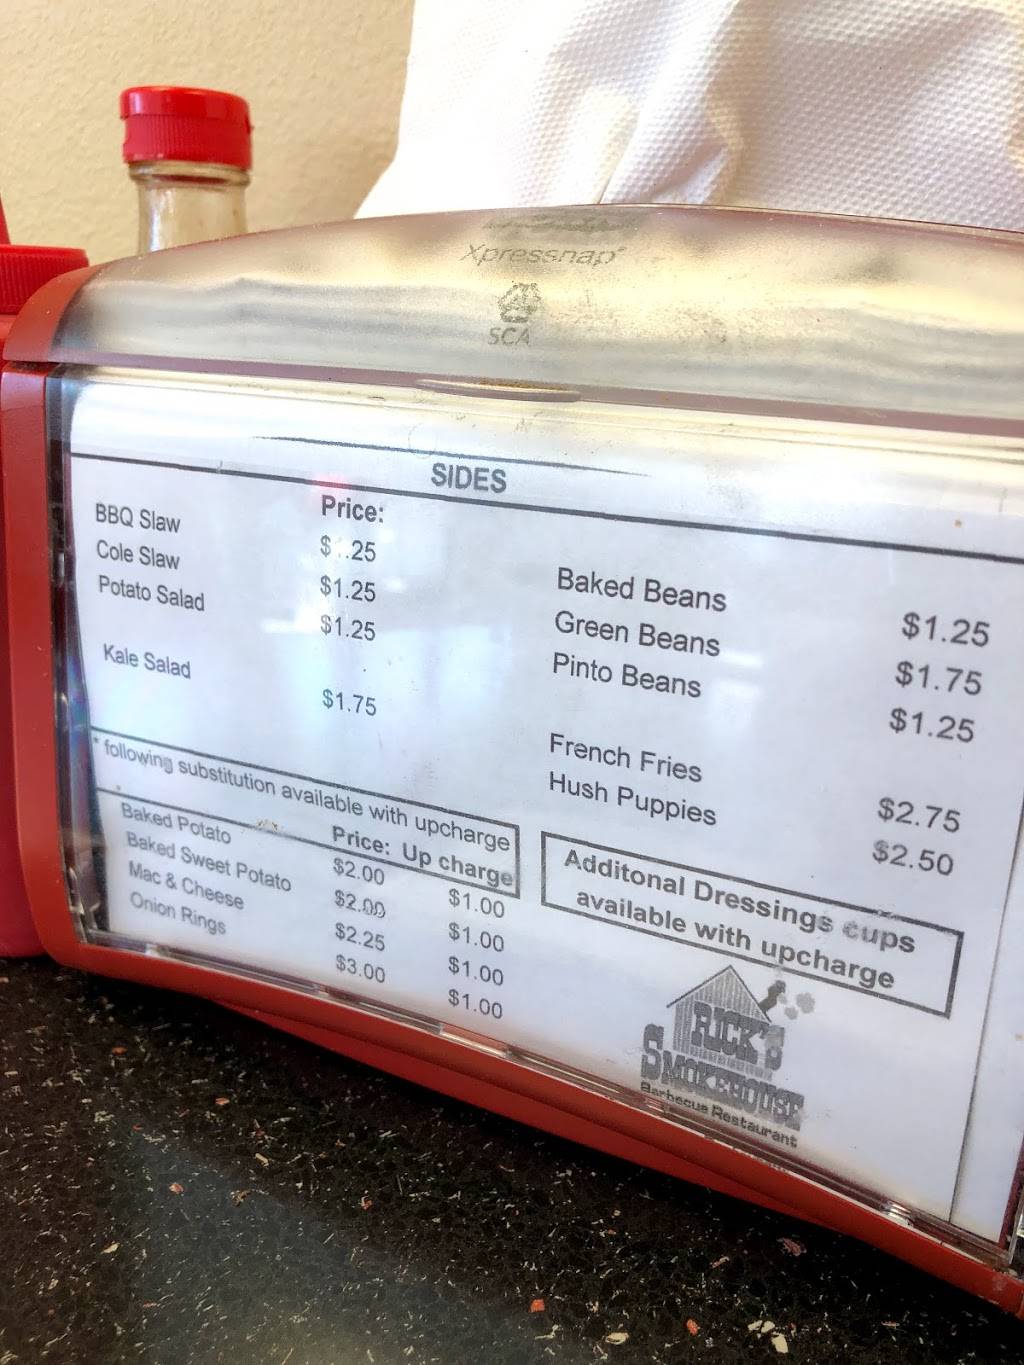 Xpressnap
SCA
SIDES
Price:
BBQ Slaw $ .25
Cole Slaw $1.25
Potato Salad $1.25
Kale Salad $1.75
Baked Beans $1.25
Green Beans $1.75
Pinto Beans $1.25
French Fries $2.75
Hush Puppies $2.50
* following substitution available with upcharge
Price: Up charge
Baked Potato $2.00 $1.00
Baked Sweet Potato $2.00 $1.00
Mac & Cheese $2.25 $1.00
Onion Rings $3.00 $1.00
Additonal Dressings cups
available with upcharge
RICK'S
SMOKEHOUSE
Barbecue Restaurant